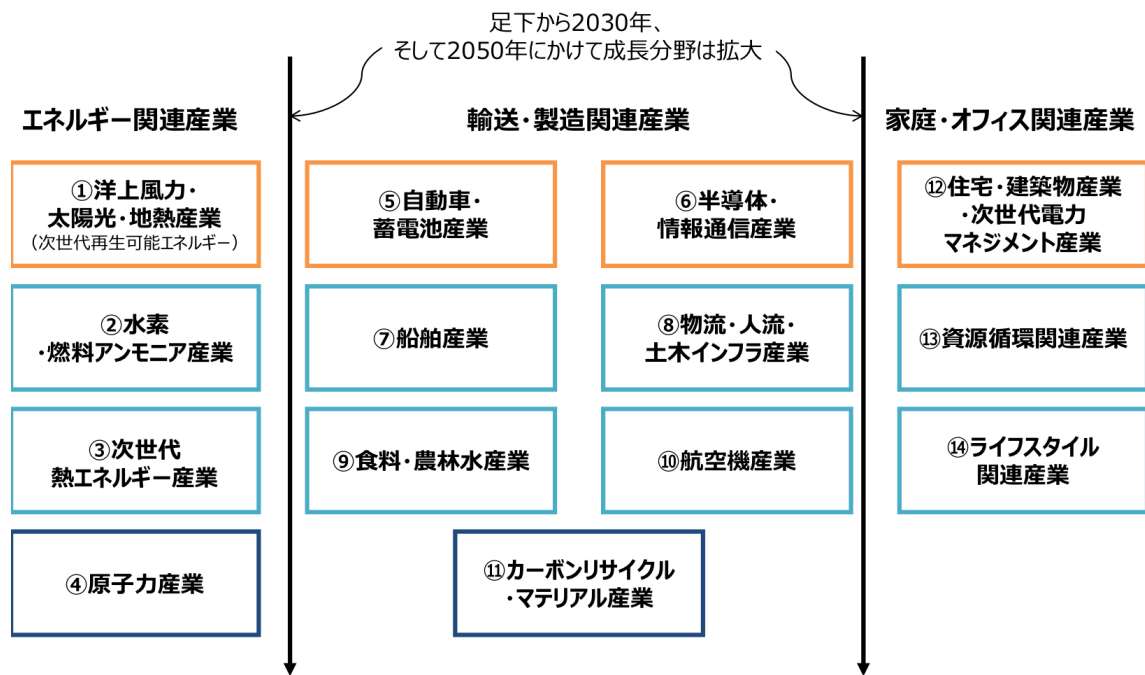 足下から2030年、
そして2050年にかけて成長分野は拡大
エネルギー関連産業
輸送・製造関連産業
家庭・オフィス関連産業
①洋上風力・
太陽光・地熱産業
（次世代再生可能エネルギー）
②水素
・燃料アンモニア産業
③次世代
熱エネルギー産業
④原子力産業
⑤自動車・
蓄電池産業
⑥半導体・
情報通信産業
⑦船舶産業
⑧物流・人流・
土木インフラ産業
⑨食料・農林水産業
⑩航空機産業
⑪カーボンリサイクル
・マテリアル産業
⑫住宅・建築物産業
・次世代電力
マネジメント産業
⑬資源循環関連産業
⑭ライフスタイル
関連産業